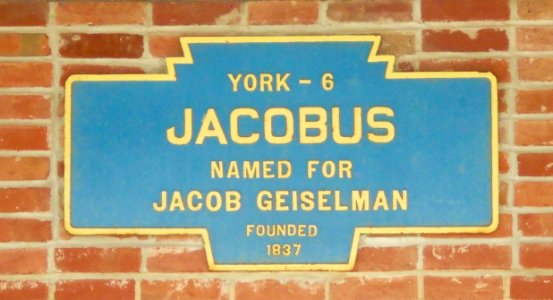 YORK – 6
JACOBUS
NAMED FOR
JACOB GEISELMAN
FOUNDED
1837